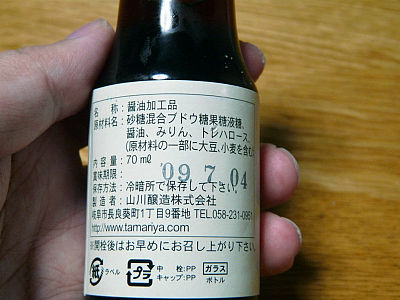 名　　称：醤油加工品
原材料名：砂糖混合ブドウ糖果糖液糖、
醤油、みりん、トレハロース、
(原材料の一部に大豆、小麦を含む)
内 容 量：70㎖
賞味期限： 09.7.04
保存方法：冷暗所で保存して下さい。
製 造 者：山川醸造株式会社
岐阜市長良葵町1丁目9番地 TEL.058-231-0951
http://www.tamariya.com
※開栓後はお早めにお召し上がり下さい。
紙 ラベル
プラ 中　栓:PP
キャップ:PP
ガラス
ボトル